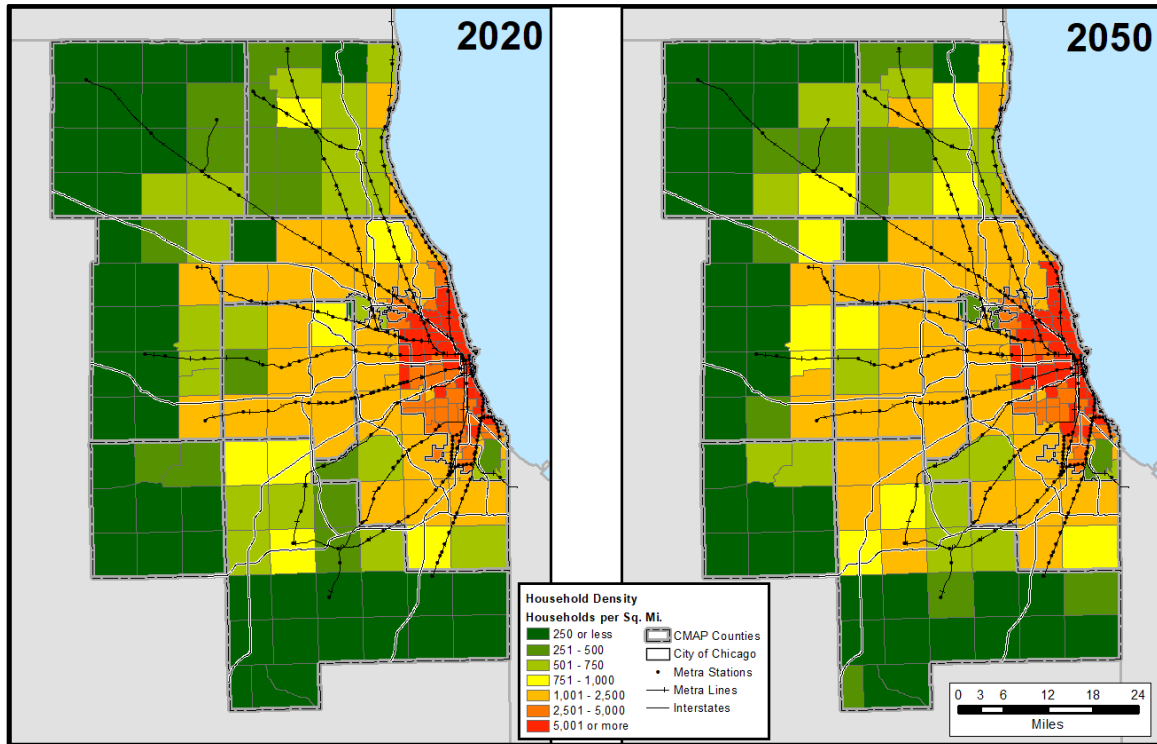 2020
2050
Household Density
Households per Sq. Mi.
250 or less
251 - 500
501 - 750
751 - 1,000
1,001 - 2,500
2,501 - 5,000
5,001 or more
CMAP Counties
City of Chicago
Metra Stations
Metra Lines
Interstates
0 3 6 12 18 24
Miles